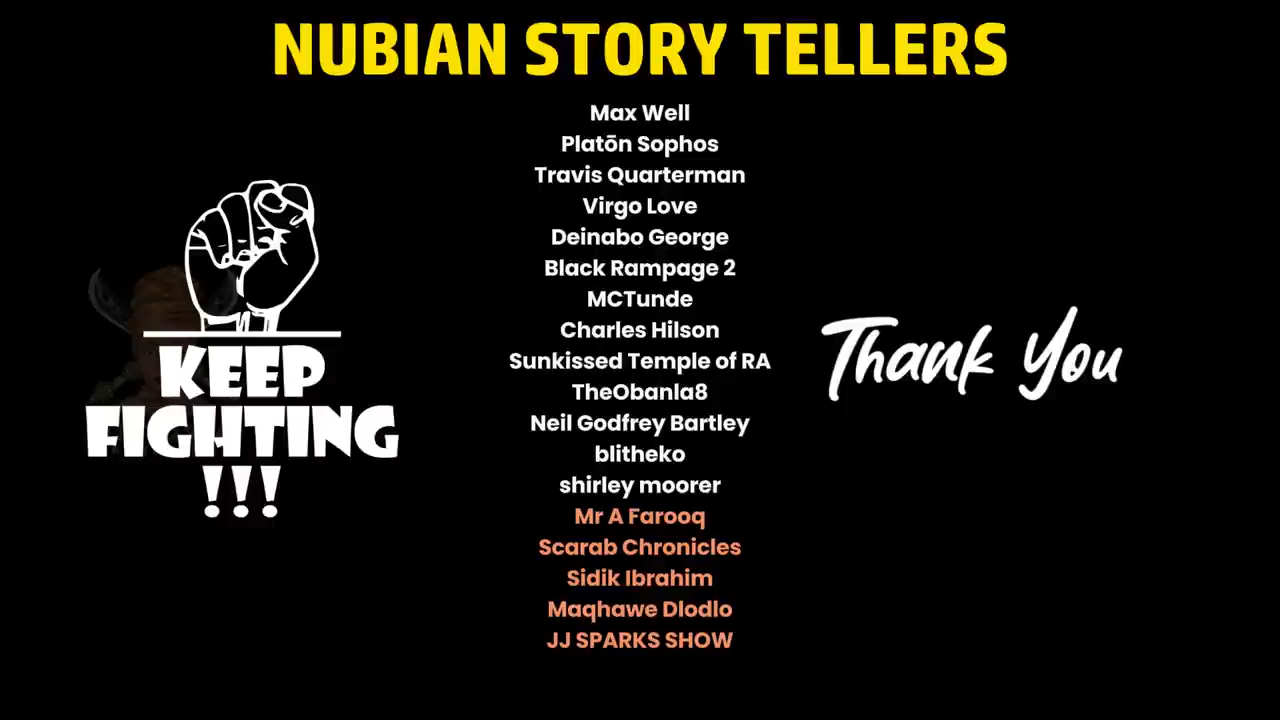 NUBIAN STORY TELLERS
Max Well
Platōn Sophos
Travis Quarterman
Virgo Love
Deinabo George
Black Rampage 2
MCTunde
Charles Hilson
Sunkissed Temple of RA
TheObanla8
Neil Godfrey Bartley
blitheko
shirley moorer
Mr A Farooq
Scarab Chronicles
Sidik Ibrahim
Maqhawe Dlodlo
JJ SPARKS SHOW
KEEP
FIGHTING
!!!
Thank You